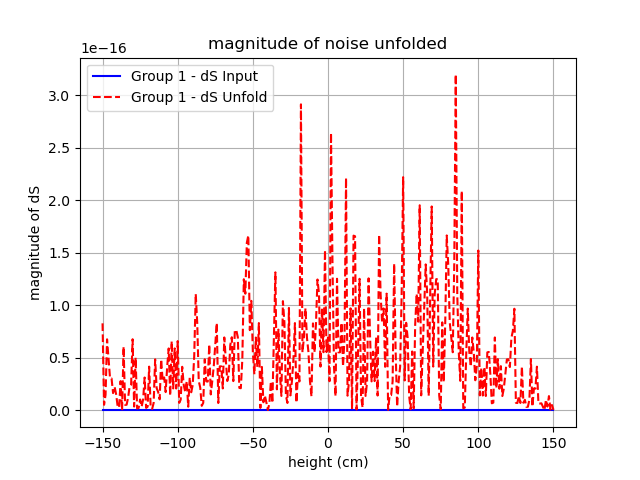 magnitude of noise unfolded
1e−16
Group 1 - dS Input
Group 1 - dS Unfold
3.0
2.5
2.0
1.5
1.0
0.5
0.0
magnitude of dS
−150 −100 −50 0 50 100 150
height (cm)